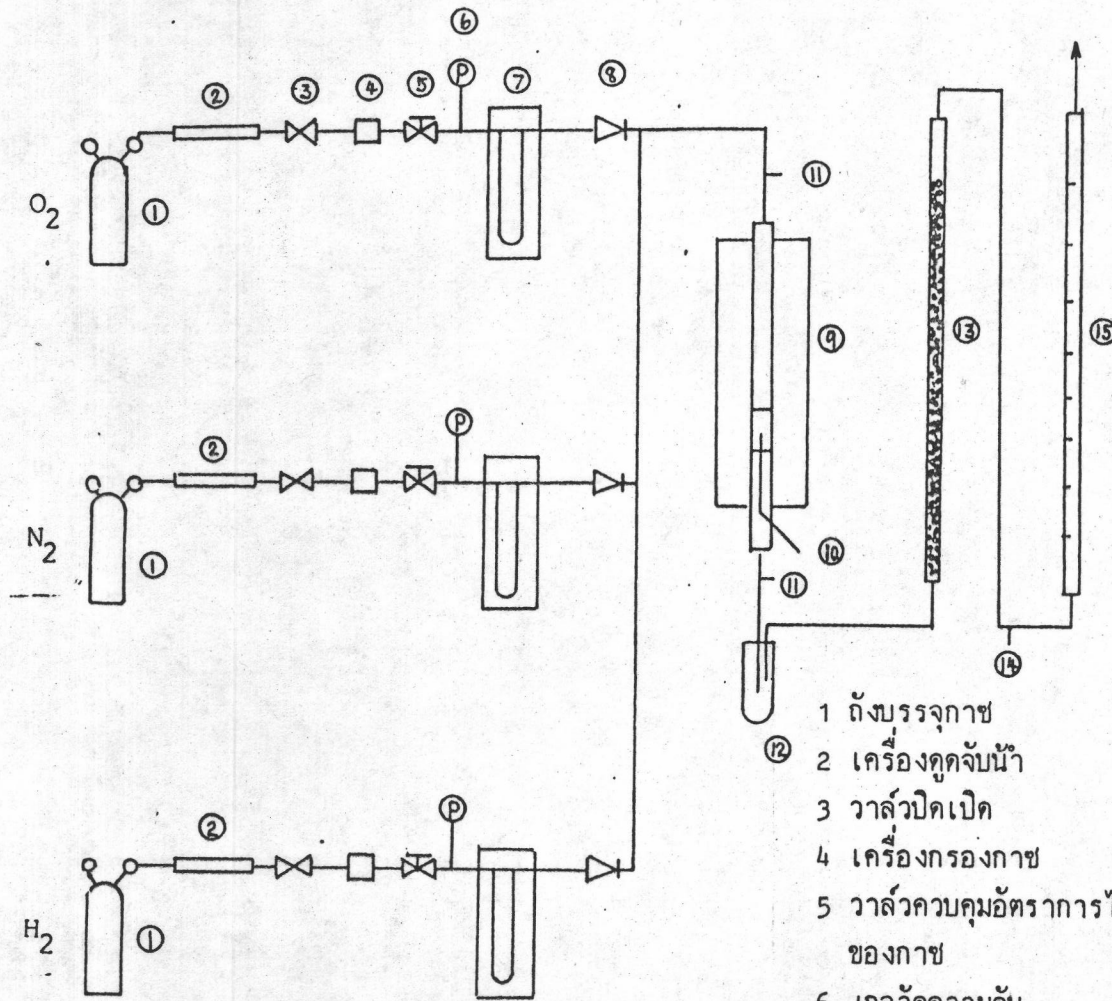 ⑥
② ③ ④ ⑤ P ⑦ ⑧
O2 ① ⑪
⑨ ⑬ ⑮
② P
N2 ① ⑩
⑪
⑭
⑫
② P
H2 ①
1 ถังบรรจุกาซ
2 เครื่องดูดจับน้ำ
3 วาล์วปิดเปิด
4 เครื่องกรองกาซ
5 วาล์วควบคุมอัตราการ
ของกาซ
6